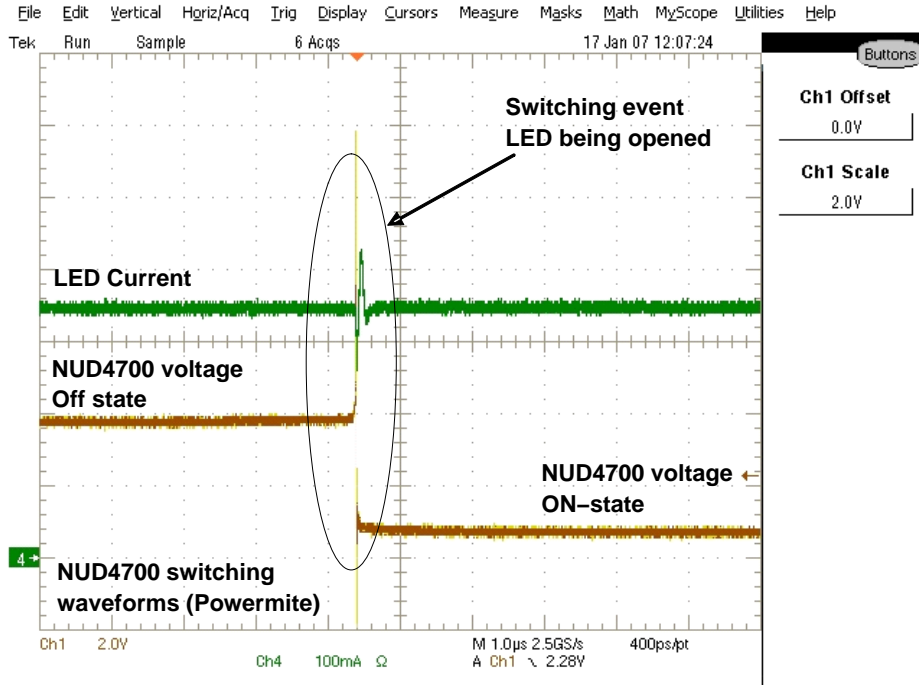 File Edit Vertical Horiz/Acq Trig Display Cursors Measure Masks Math MyScope Utilities Help
Tek Run Sample 6 Acqs 17 Jan 07 12:07:24
Buttons
Ch1 Offset
0.0V
Ch1 Scale
2.0V
Switching event
LED being opened
LED Current
NUD4700 voltage
Off state
NUD4700 voltage
ON–state
4
NUD4700 switching
waveforms (Powermite)
Ch1 2.0V M 1.0µs 2.5GS/s 400ps/pt
Ch4 100mA Ω A Ch1 ∖ 2.28V